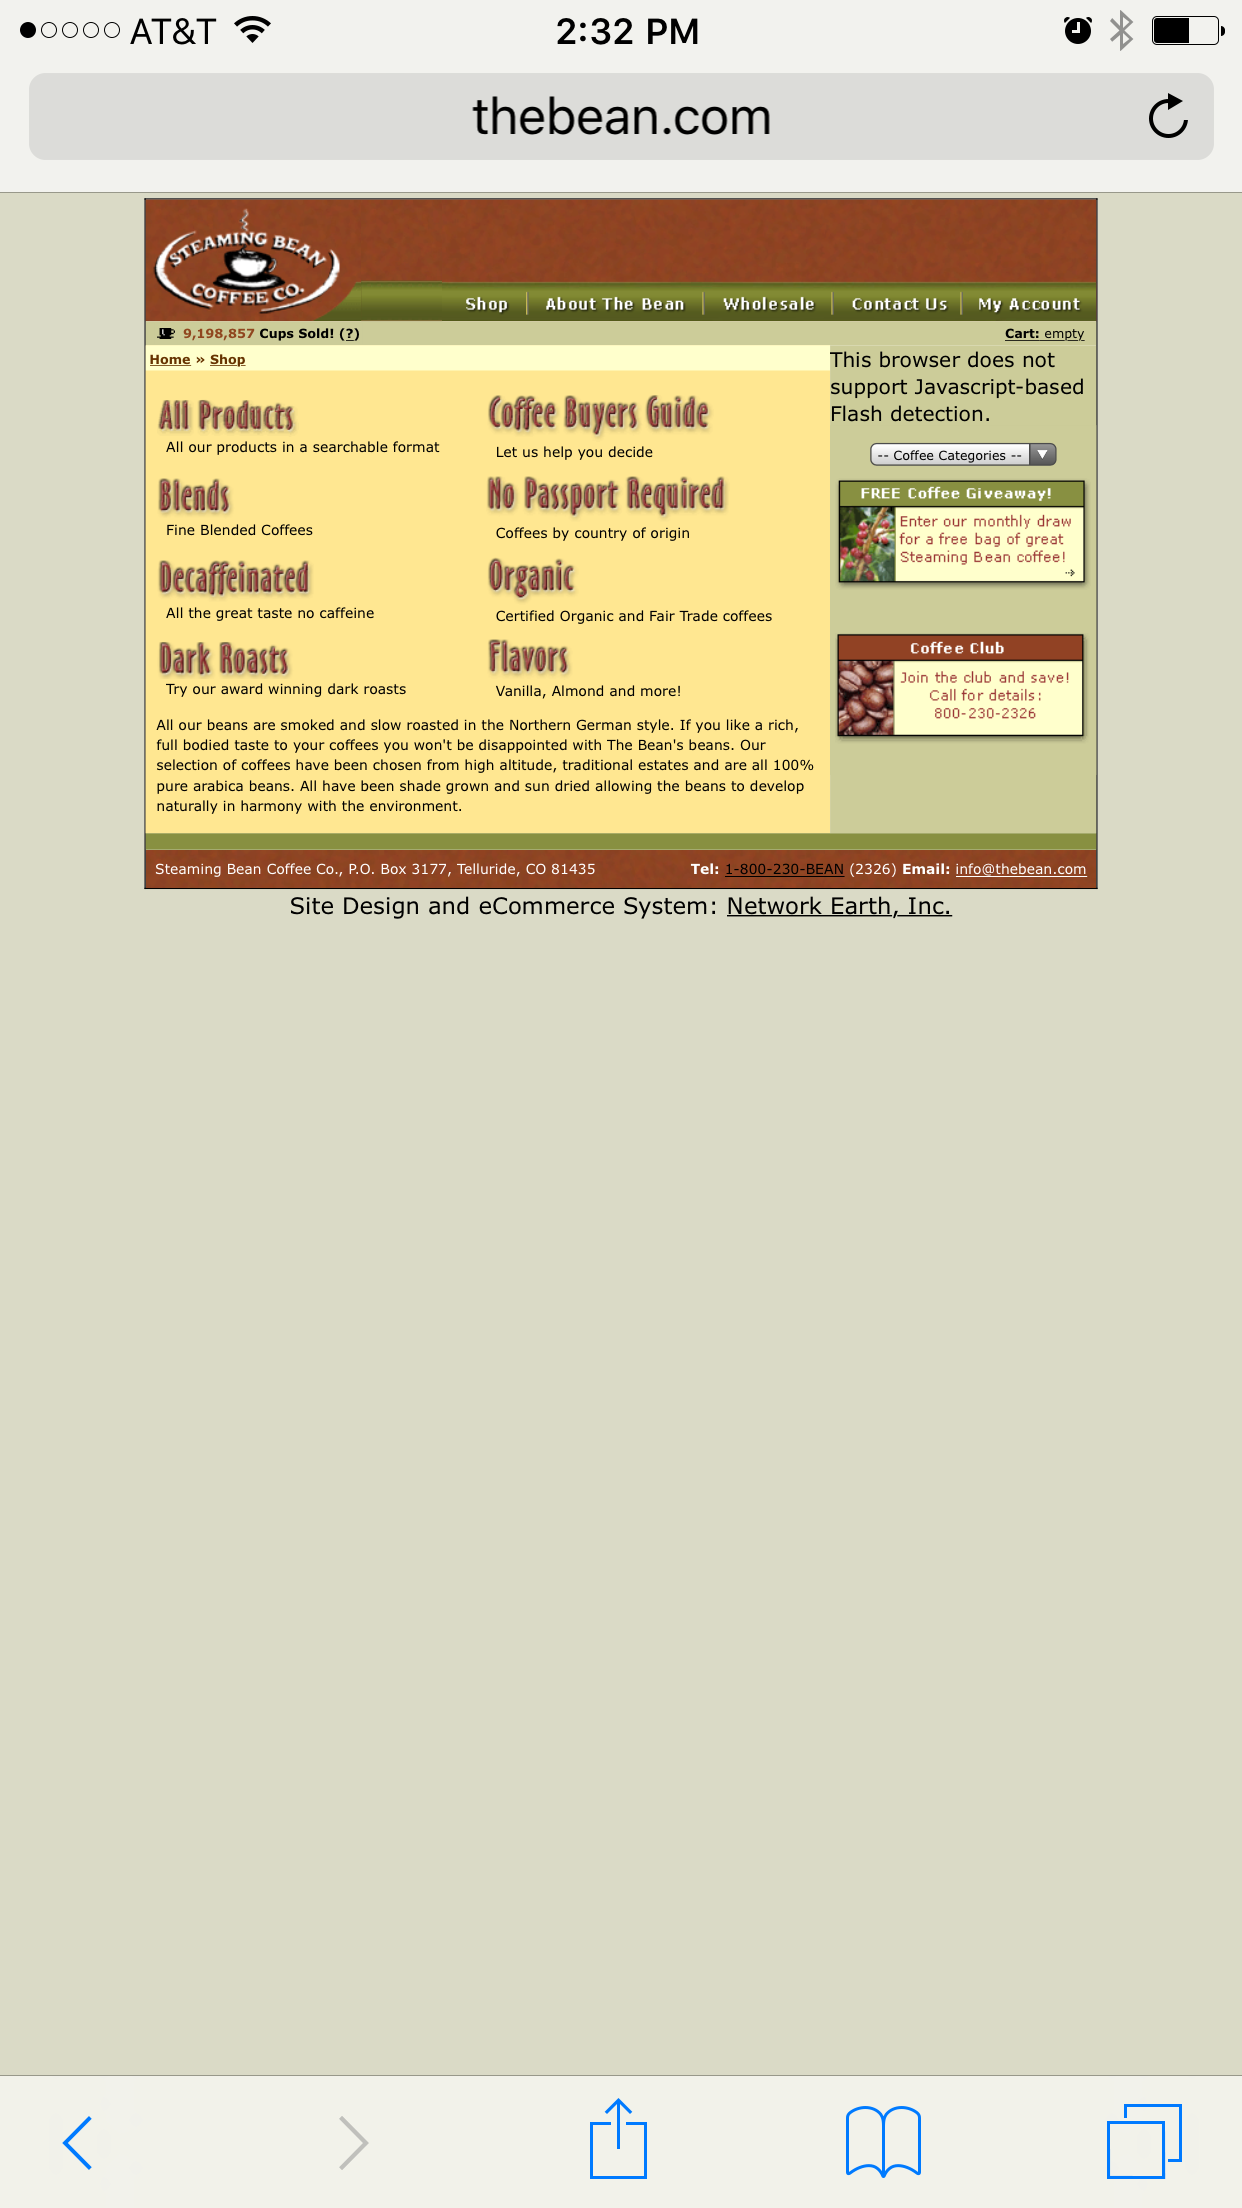 AT&T
2:32 PM
thebean.com
STEAMING BEAN
COFFEE CO.
Shop About The Bean Wholesale Contact Us My Account
9,198,857 Cups Sold! (?)
Cart: empty
Home » Shop
All Products
All our products in a searchable format
Coffee Buyers Guide
Let us help you decide
Blends
Fine Blended Coffees
No Passport Required
Coffees by country of origin
Decaffeinated
All the great taste no caffeine
Organic
Certified Organic and Fair Trade coffees
Dark Roasts
Try our award winning dark roasts
Flavors
Vanilla, Almond and more!
All our beans are smoked and slow roasted in the Northern German style. If you like a rich,
full bodied taste to your coffees you won't be disappointed with The Bean's beans. Our
selection of coffees have been chosen from high altitude, traditional estates and are all 100%
pure arabica beans. All have been shade grown and sun dried allowing the beans to develop
naturally in harmony with the environment.
This browser does not
support Javascript-based
Flash detection.
-- Coffee Categories --
FREE Coffee Giveaway!
Enter our monthly draw
for a free bag of great
Steaming Bean coffee!
Coffee Club
Join the club and save!
Call for details:
800-230-2326
Steaming Bean Coffee Co., P.O. Box 3177, Telluride, CO 81435
Tel: 1-800-230-BEAN (2326) Email: info@thebean.com
Site Design and eCommerce System: Network Earth, Inc.